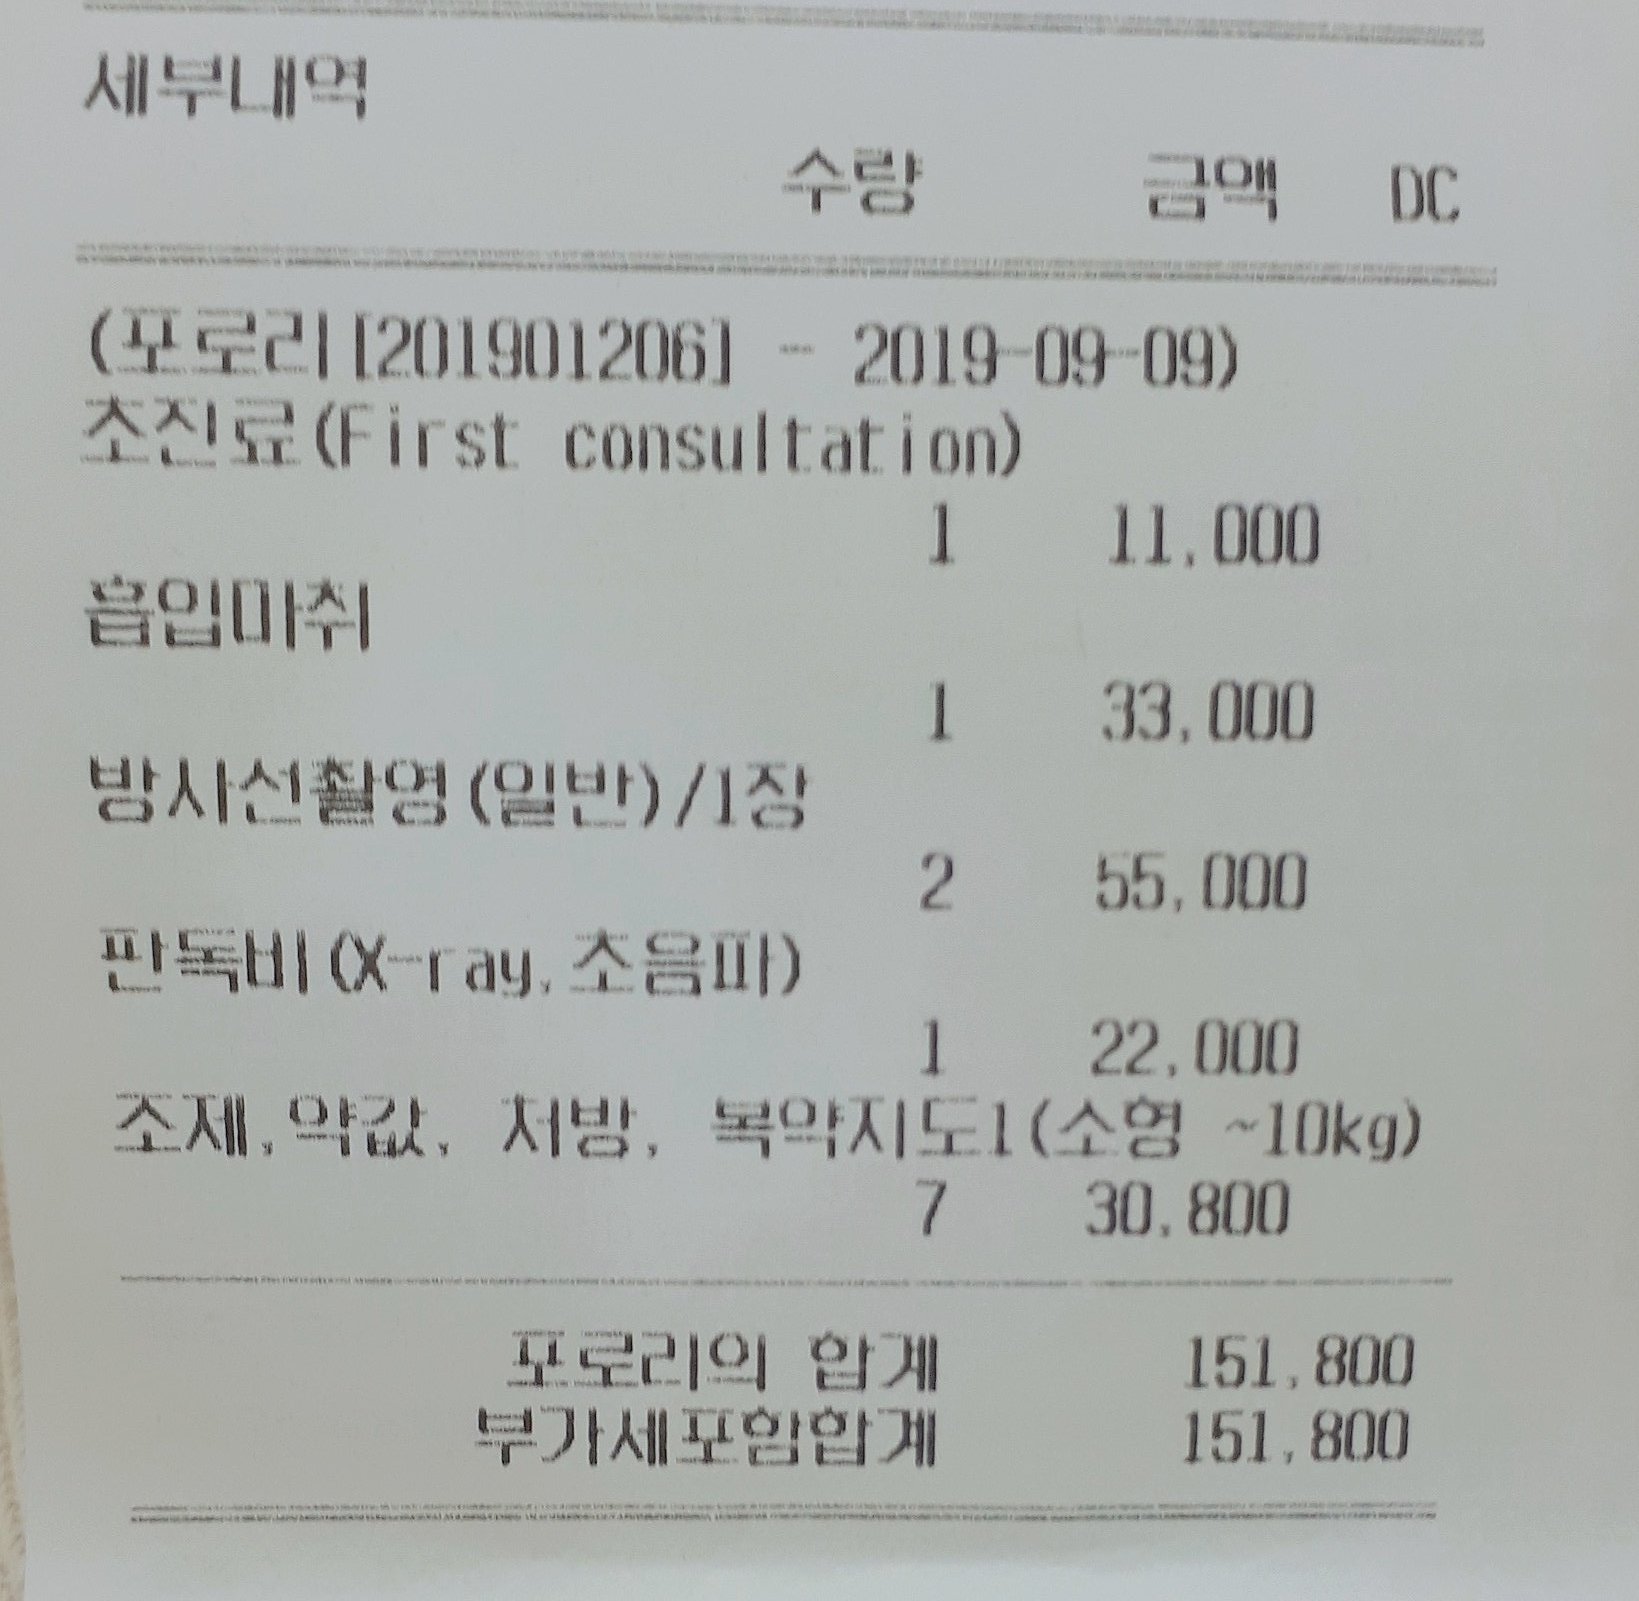 세부내역
수량 금액 DC
(포로리[201901206] - 2019-09-09)
초진료(First consultation)
1 11,000
흡입마취
1 33,000
방사선촬영(일반)/1장
2 55,000
판독비(X-ray,초음파)
1 22,000
조제,약값, 처방, 복약지도1(소형 ~10kg)
7 30,800
포로리의 합계 151,800
부가세포함합계 151,800